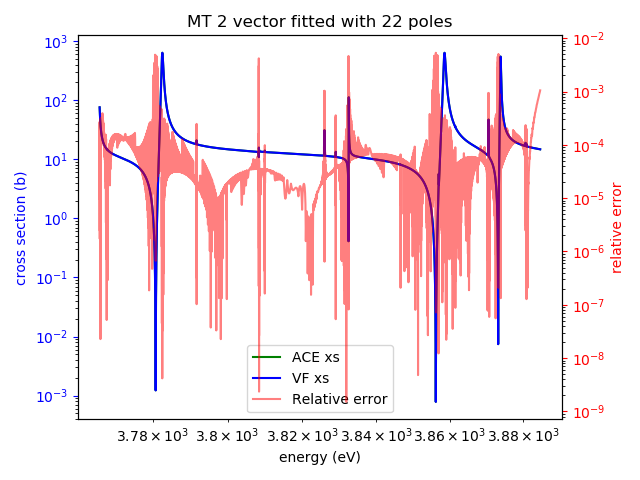 MT 2 vector fitted with 22 poles
cross section (b)
10³
10²
10¹
10⁰
10⁻¹
10⁻²
10⁻³
10⁻²
10⁻³
10⁻⁴
10⁻⁵
10⁻⁶
10⁻⁷
10⁻⁸
10⁻⁹
relative error
ACE xs
VF xs
Relative error
3.78 × 10³ 3.8 × 10³ 3.82 × 10³ 3.84 × 10³ 3.86 × 10³ 3.88 × 10³
energy (eV)